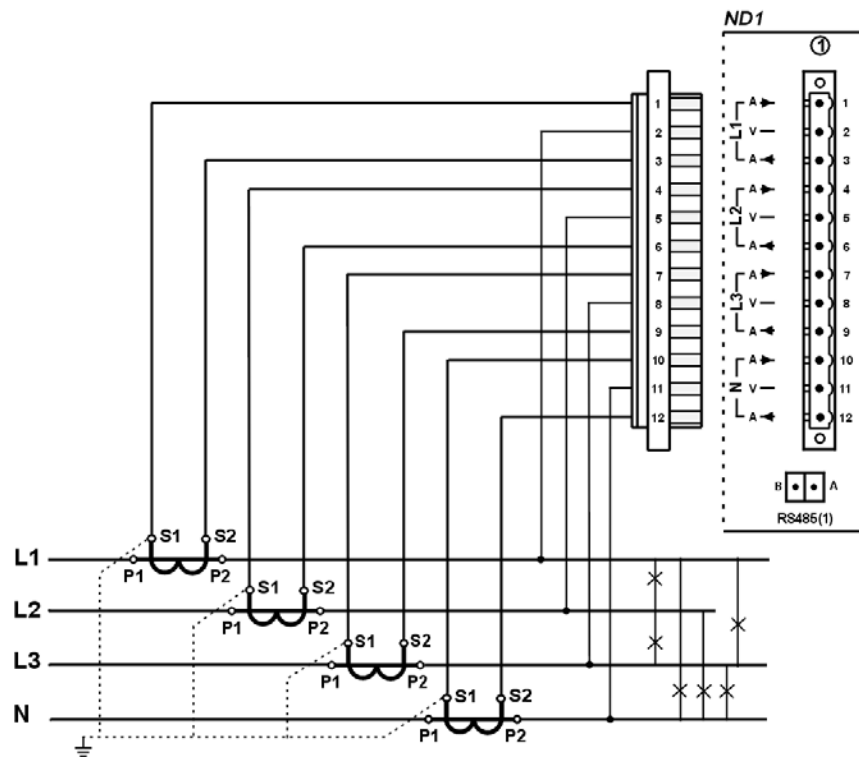 ND1
1
1
2
3
4
5
6
7
8
9
10
11
12
L1
A
V
A
L2
A
V
A
L3
A
V
A
N
A
V
A
1
2
3
4
5
6
7
8
9
10
11
12
B A
RS485(1)
S1 S2
L1 P1 P2
S1 S2
L2 P1 P2
S1 S2
L3 P1 P2
S1 S2
N P1 P2